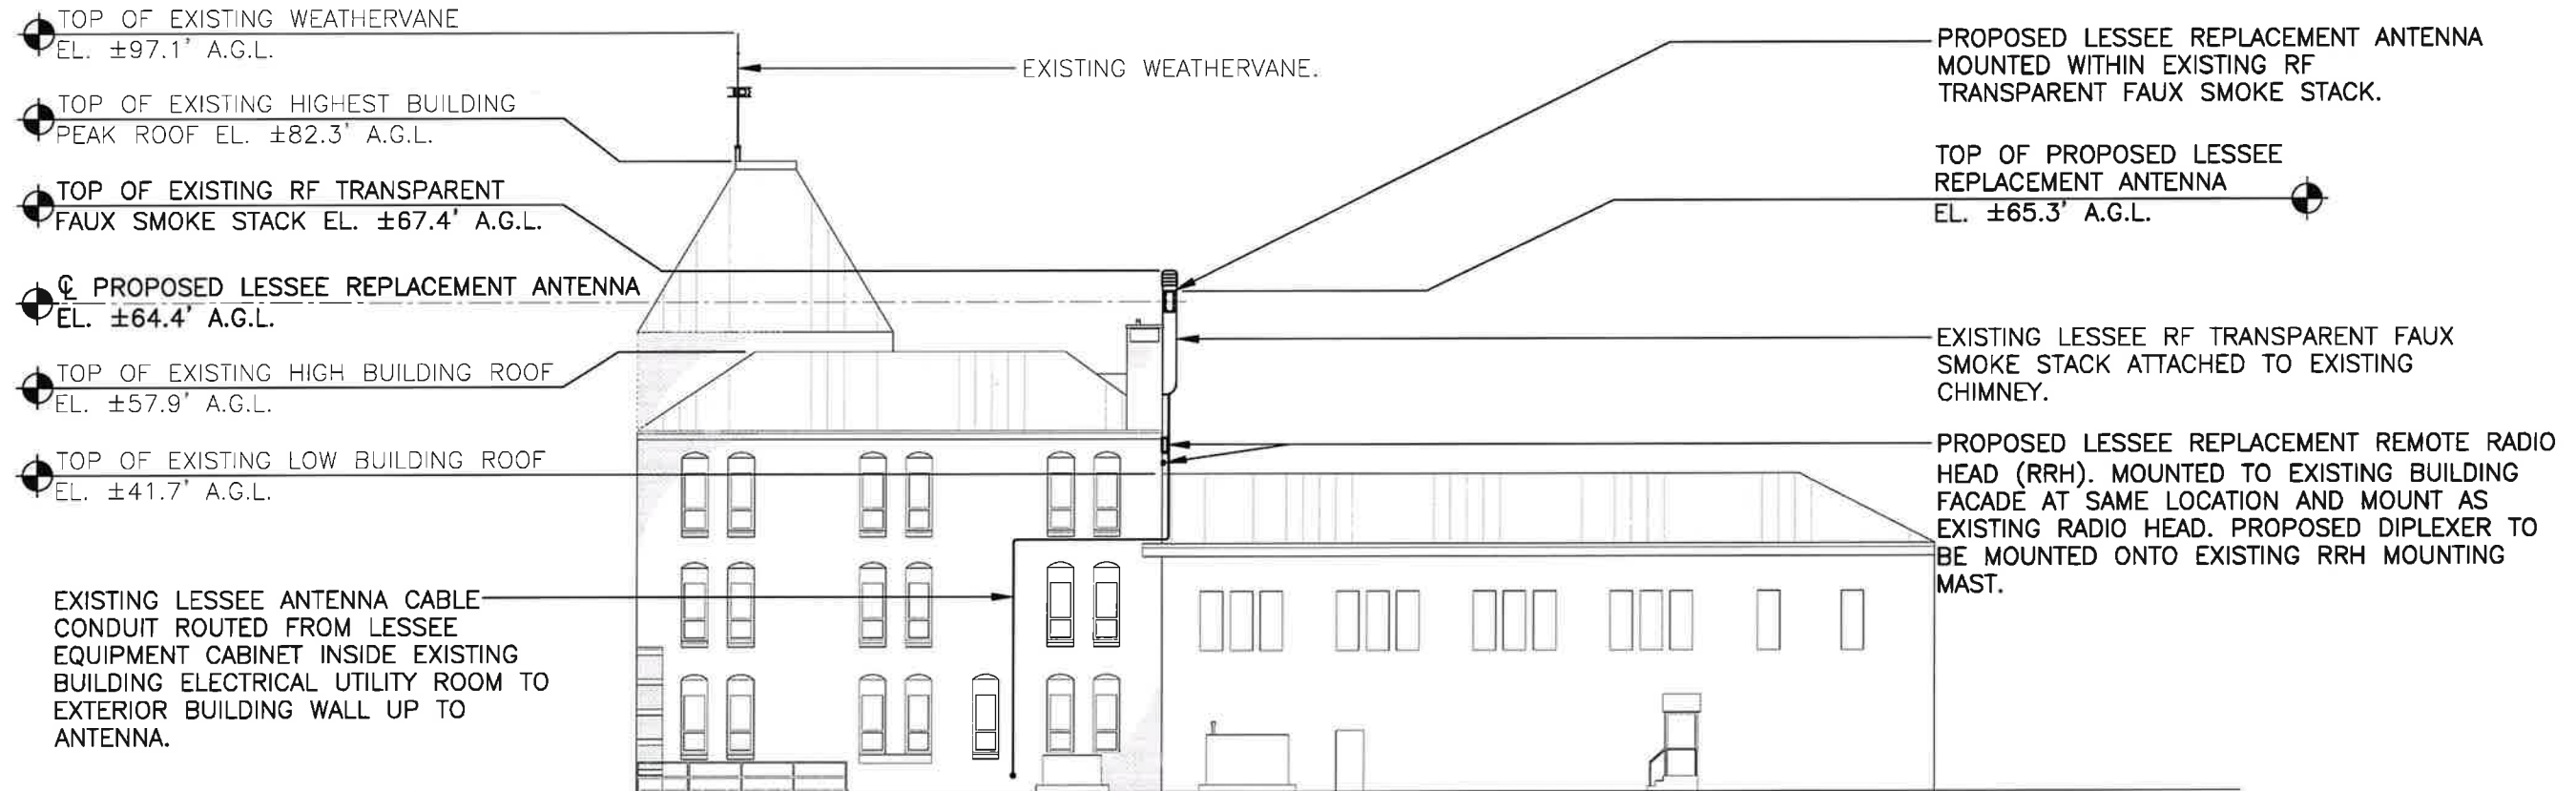 TOP OF EXISTING WEATHERVANE
EL. ±97.1' A.G.L.
TOP OF EXISTING HIGHEST BUILDING
PEAK ROOF EL. ±82.3' A.G.L.
TOP OF EXISTING RF TRANSPARENT
FAUX SMOKE STACK EL. ±67.4' A.G.L.
℄ PROPOSED LESSEE REPLACEMENT ANTENNA
EL. ±64.4' A.G.L.
TOP OF EXISTING HIGH BUILDING ROOF
EL. ±57.9' A.G.L.
TOP OF EXISTING LOW BUILDING ROOF
EL. ±41.7' A.G.L.
EXISTING LESSEE ANTENNA CABLE
CONDUIT ROUTED FROM LESSEE
EQUIPMENT CABINET INSIDE EXISTING
BUILDING ELECTRICAL UTILITY ROOM TO
EXTERIOR BUILDING WALL UP TO
ANTENNA.
EXISTING WEATHERVANE.
PROPOSED LESSEE REPLACEMENT ANTENNA
MOUNTED WITHIN EXISTING RF
TRANSPARENT FAUX SMOKE STACK.
TOP OF PROPOSED LESSEE
REPLACEMENT ANTENNA
EL. ±65.3' A.G.L.
EXISTING LESSEE RF TRANSPARENT FAUX
SMOKE STACK ATTACHED TO EXISTING
CHIMNEY.
PROPOSED LESSEE REPLACEMENT REMOTE RADIO
HEAD (RRH). MOUNTED TO EXISTING BUILDING
FACADE AT SAME LOCATION AND MOUNT AS
EXISTING RADIO HEAD. PROPOSED DIPLEXER TO
BE MOUNTED ONTO EXISTING RRH MOUNTING
MAST.